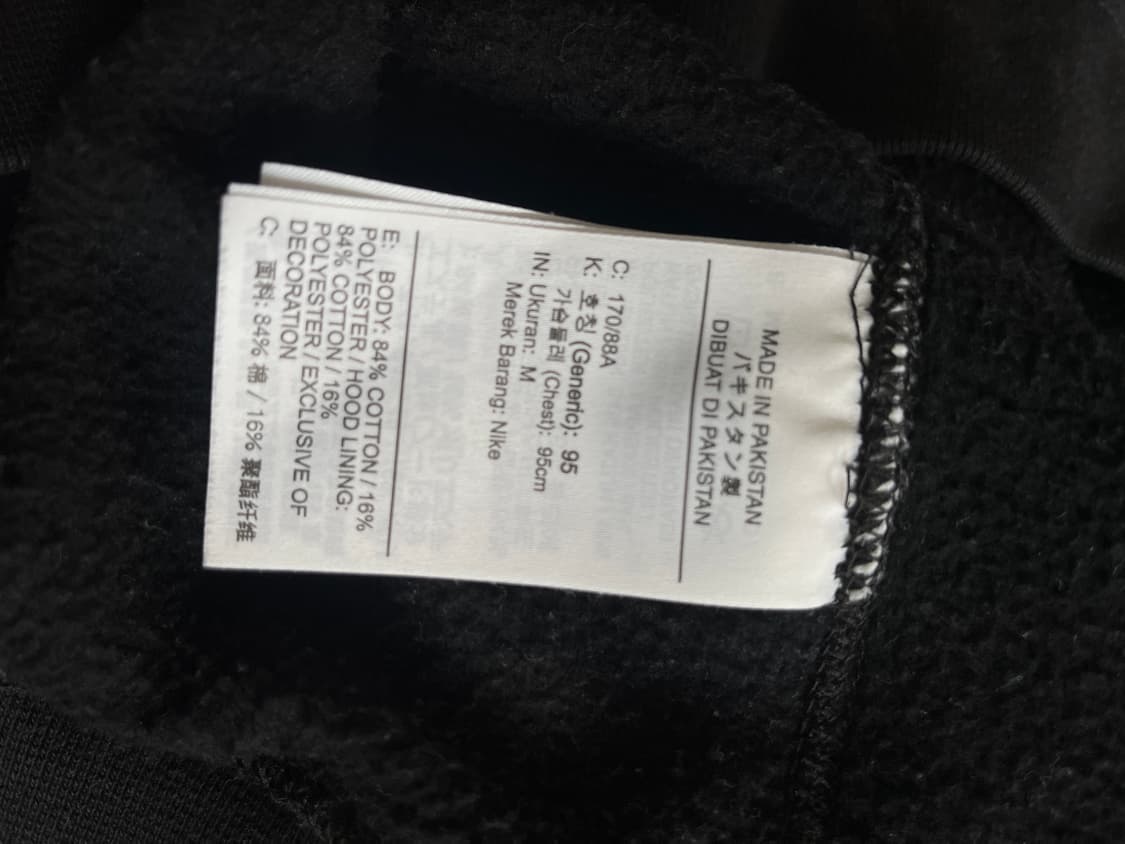 MADE IN PAKISTAN
パキスタン製
DIBUAT DI PAKISTAN
C: 170/88A
K: 호칭 (Generic): 95
가슴둘레 (Chest): 95cm
IN: Ukuran: M
Merek Barang: Nike
E: BODY: 84% COTTON / 16%
POLYESTER / HOOD LINING:
84% COTTON / 16%
POLYESTER / EXCLUSIVE OF
DECORATION
C: 面料: 84% 棉 / 16% 聚酯纤维